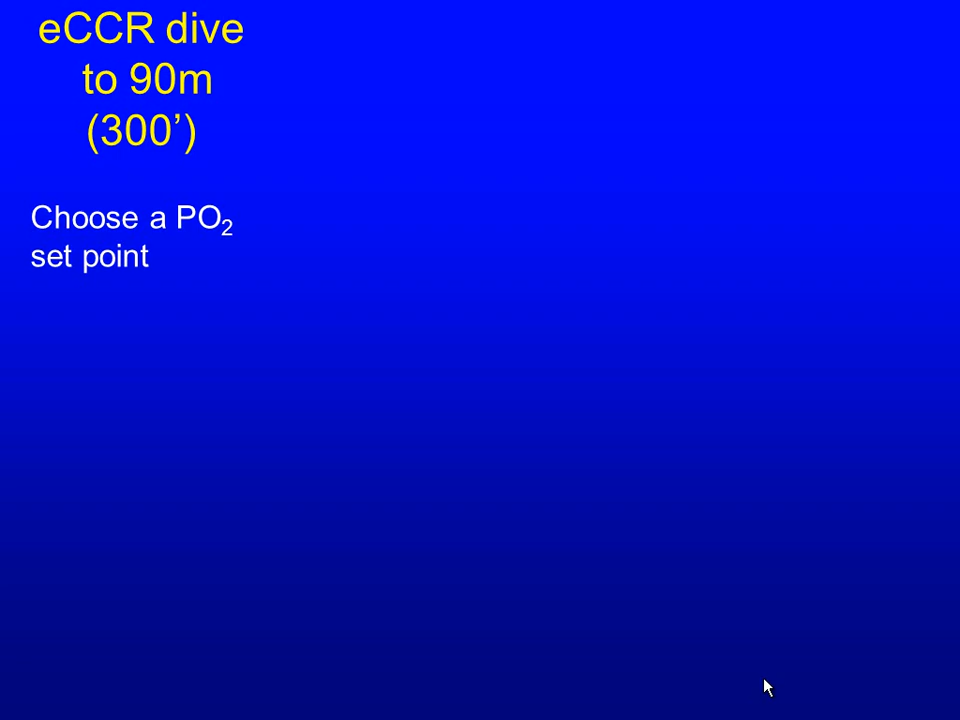 eCCR dive
to 90m
(300’)
Choose a PO₂
set point